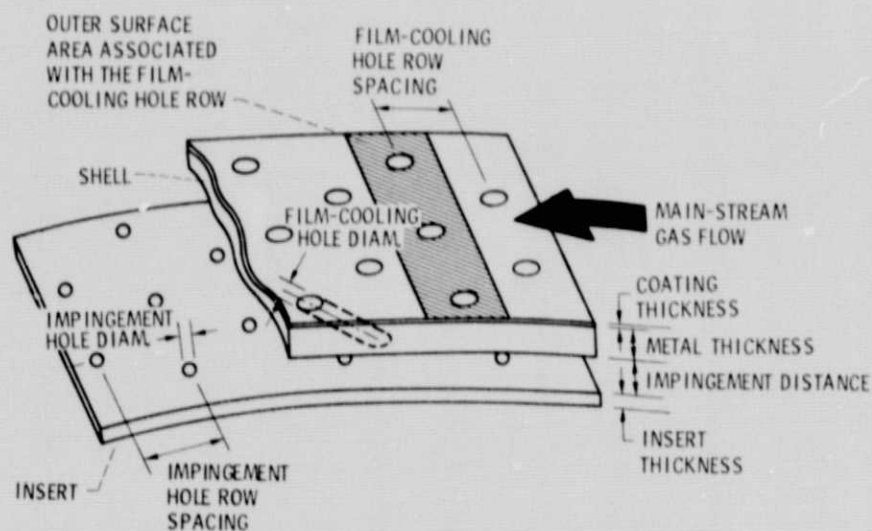 OUTER SURFACE
AREA ASSOCIATED
WITH THE FILM-
COOLING HOLE ROW
FILM-COOLING
HOLE ROW
SPACING
SHELL
FILM-COOLING
HOLE DIAM.
MAIN-STREAM
GAS FLOW
COATING
THICKNESS
IMPINGEMENT
HOLE DIAM.
METAL THICKNESS
IMPINGEMENT DISTANCE
INSERT
THICKNESS
INSERT
IMPINGEMENT
HOLE ROW
SPACING